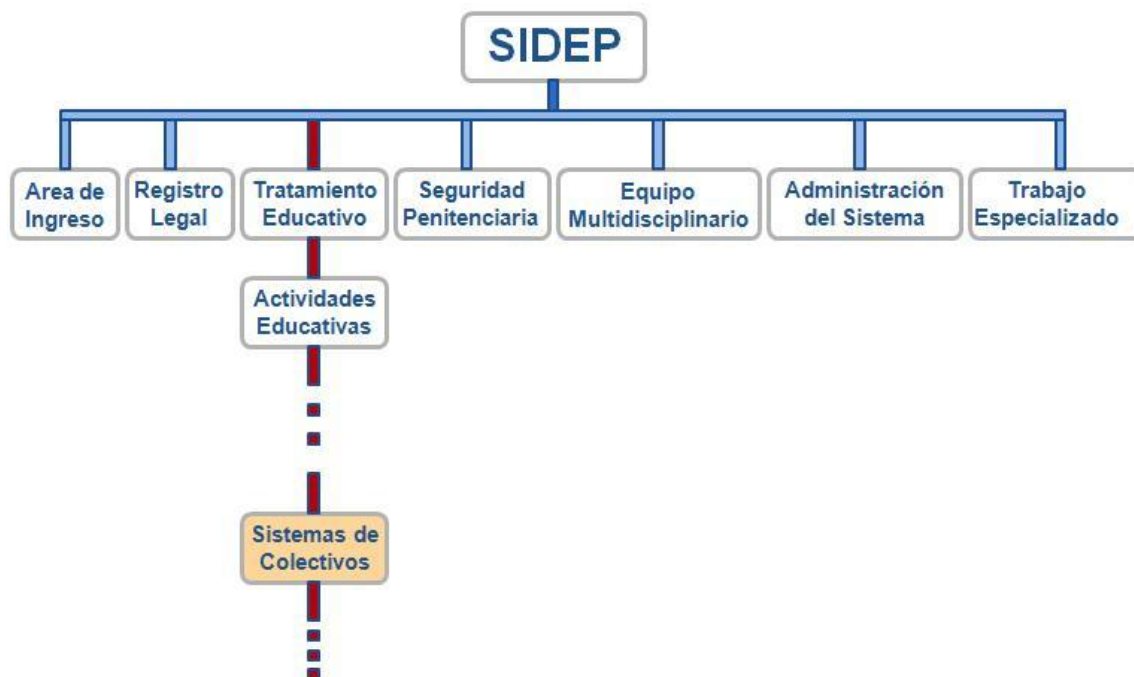 SIDEP
Area de
Ingreso
Registro
Legal
Tratamiento
Educativo
Seguridad
Penitenciaria
Equipo
Multidisciplinario
Administración
del Sistema
Trabajo
Especializado
Actividades
Educativas
Sistemas de
Colectivos